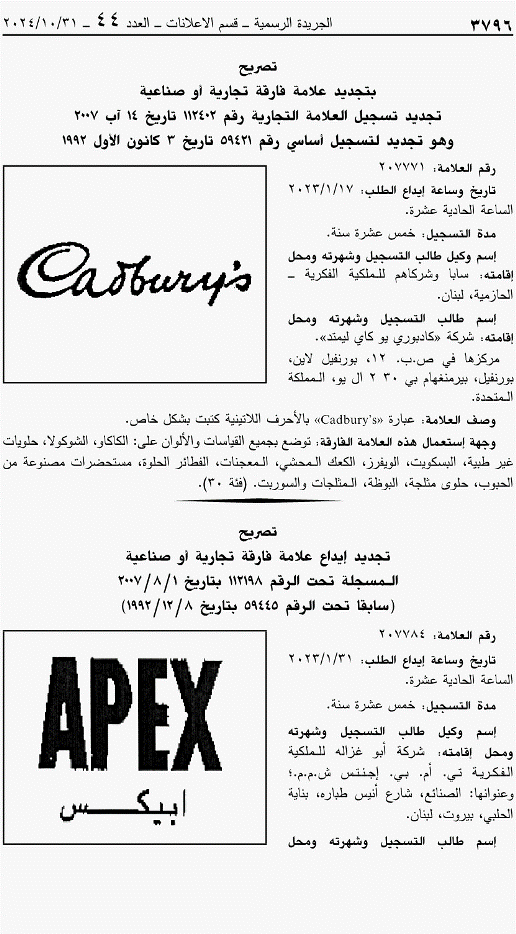 ٣٧٩٦
الجريدة الرسمية – قسم الاعلانات – العدد ٤٤ – ٢٠٢٤/١٠/٣١
تصريح
بتجديد علامة فارقة تجارية أو صناعية
تجديد تسجيل العلامة التجارية رقم ١١٢٤٠٢ تاريخ ١٤ آب ٢٠٠٧
وهو تجديد لتسجيل أساسي رقم ٥٩٤٢١ تاريخ ٣ كانون الأول ١٩٩٢
رقم العلامة: ٢٠٧٧٧١
تاريخ وساعة إيداع الطلب: ٢٠٢٣/١/١٧
الساعة الحادية عشرة.
مدة التسجيل: خمس عشرة سنة.
إسم وكيل طالب التسجيل وشهرته ومحل
إقامته: سابا وشركاهم للملكية الفكرية –
الحازمية، لبنان.
إسم طالب التسجيل وشهرته ومحل
إقامته: شركة «كادبوري يو كاي ليمتد».
مركزها في ص.ب. ١٢، بورنفيل لاين،
بورنفيل، بيرمنغهام بي ٣٠ ٢ ال يو، المملكة
المتحدة.
Cadbury's
وصف العلامة: عبارة «Cadbury's» بالأحرف اللاتينية كتبت بشكل خاص.
وجهة إستعمال هذه العلامة الفارقة: توضع بجميع القياسات والألوان على: الكاكاو، الشوكولا، حلويات
غير طبية، البسكويت، الويفرز، الكعك المحشي، المعجنات، الفطائر الحلوة، مستحضرات مصنوعة من
الحبوب، حلوى مثلجة، البوظة، المثلجات والسوربت. (فئة ٣٠).
تصريح
تجديد إيداع علامة فارقة تجارية أو صناعية
المسجلة تحت الرقم ١١٢١٩٨ بتاريخ ٢٠٠٧/٨/١
(سابقا تحت الرقم ٥٩٤٤٥ بتاريخ ١٩٩٢/١٢/٨)
رقم العلامة: ٢٠٧٧٨٤
تاريخ وساعة إيداع الطلب: ٢٠٢٣/١/٣١
الساعة الحادية عشرة.
مدة التسجيل: خمس عشرة سنة.
إسم وكيل طالب التسجيل وشهرته
ومحل إقامته: شركة أبو غزاله للملكية
الفكرية تي. أم. بي. إجنتس ش.م.م.؛
وعنوانها: الصنائع، شارع أنيس طباره، بناية
الحلبي، بيروت، لبنان.
إسم طالب التسجيل وشهرته ومحل
APEX
ابيكس